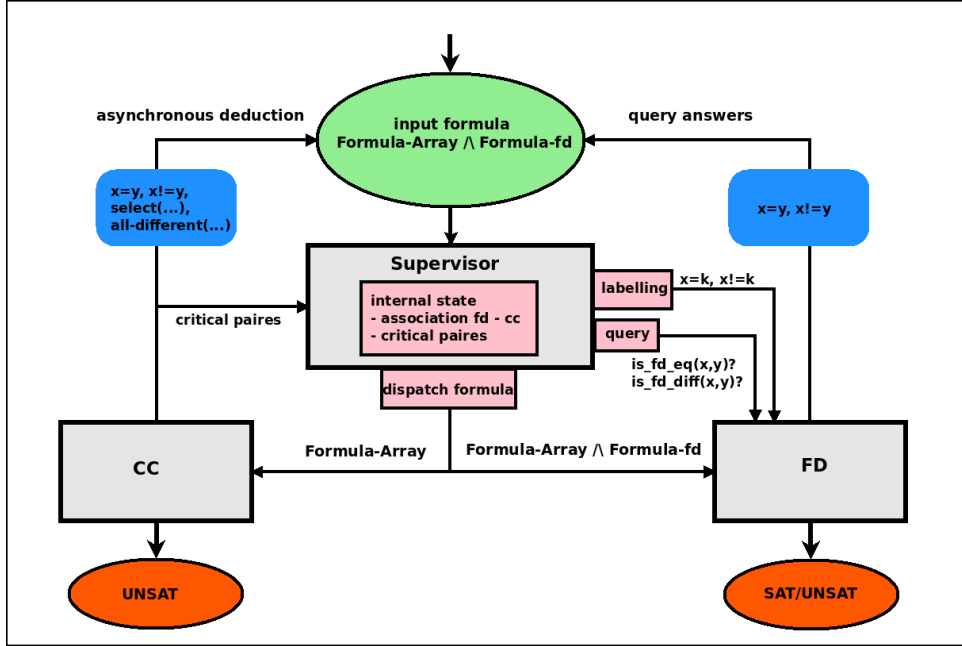 asynchronous deduction
query answers
input formula
Formula-Array /\ Formula-fd
x=y, x!=y,
select(...),
all-different(...)
x=y, x!=y
Supervisor
internal state
- association fd - cc
- critical paires
labelling
x=k, x!=k
query
critical paires
is_fd_eq(x,y)?
is_fd_diff(x,y)?
dispatch formula
Formula-Array
Formula-Array /\ Formula-fd
CC
FD
UNSAT
SAT/UNSAT